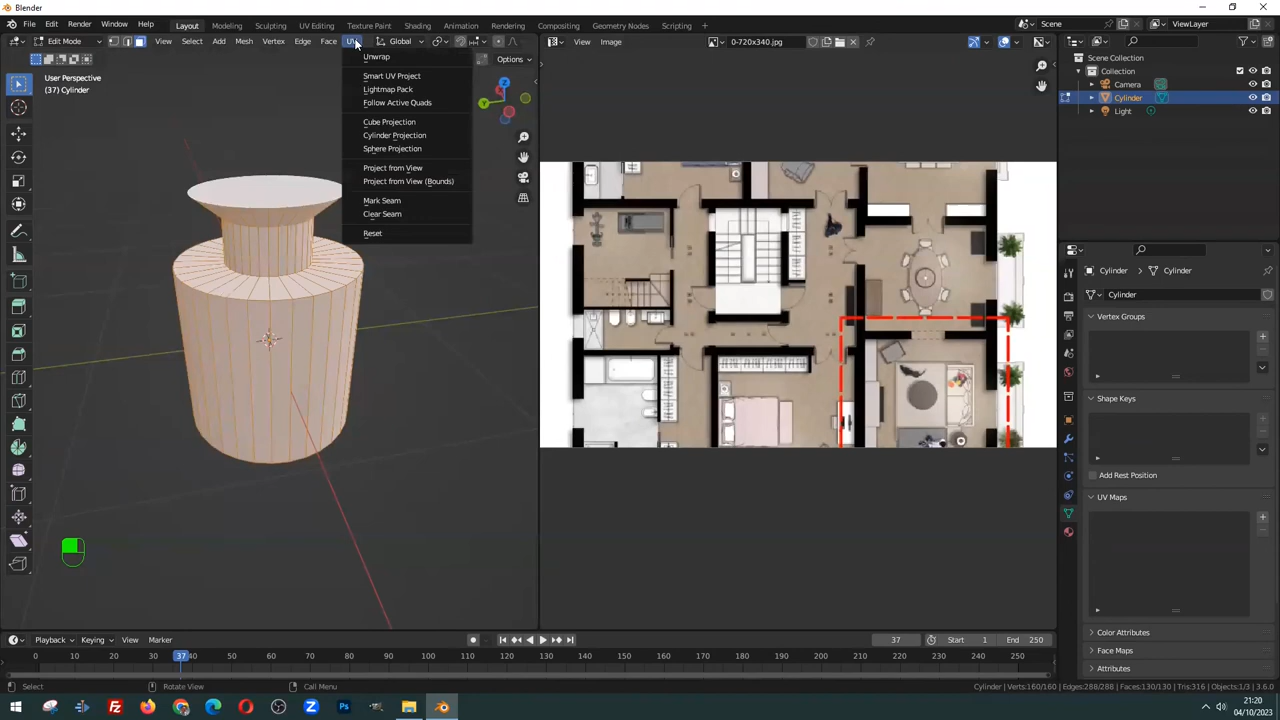 Blender
File Edit Render Window Help Layout Modeling Sculpting UV Editing Texture Paint Shading Animation Rendering Compositing Geometry Nodes Scripting + Scene ViewLayer
Edit Mode View Select Add Mesh Vertex Edge Face UV Global View Image 0-720x340.jpg
Options
User Perspective
(37) Cylinder
Unwrap
Smart UV Project
Lightmap Pack
Follow Active Quads
Cube Projection
Cylinder Projection
Sphere Projection
Project from View
Project from View (Bounds)
Mark Seam
Clear Seam
Reset
Z
Y
Scene Collection
Collection
Camera
Cylinder
Light
Cylinder Cylinder
Cylinder
Vertex Groups
Shape Keys
Add Rest Position
UV Maps
Color Attributes
Face Maps
Attributes
Playback Keying View Marker 37 Start 1 End 250
0 10 20 30 37 40 50 60 70 80 90 100 110 120 130 140 150 160 170 180 190 200 210 220 230 240 250
Select Rotate View Call Menu Cylinder | Verts:160/160 | Edges:288/288 | Faces:130/130 | Tris:316 | Objects:1/3 | 3.6.0
21:20
04/10/2023